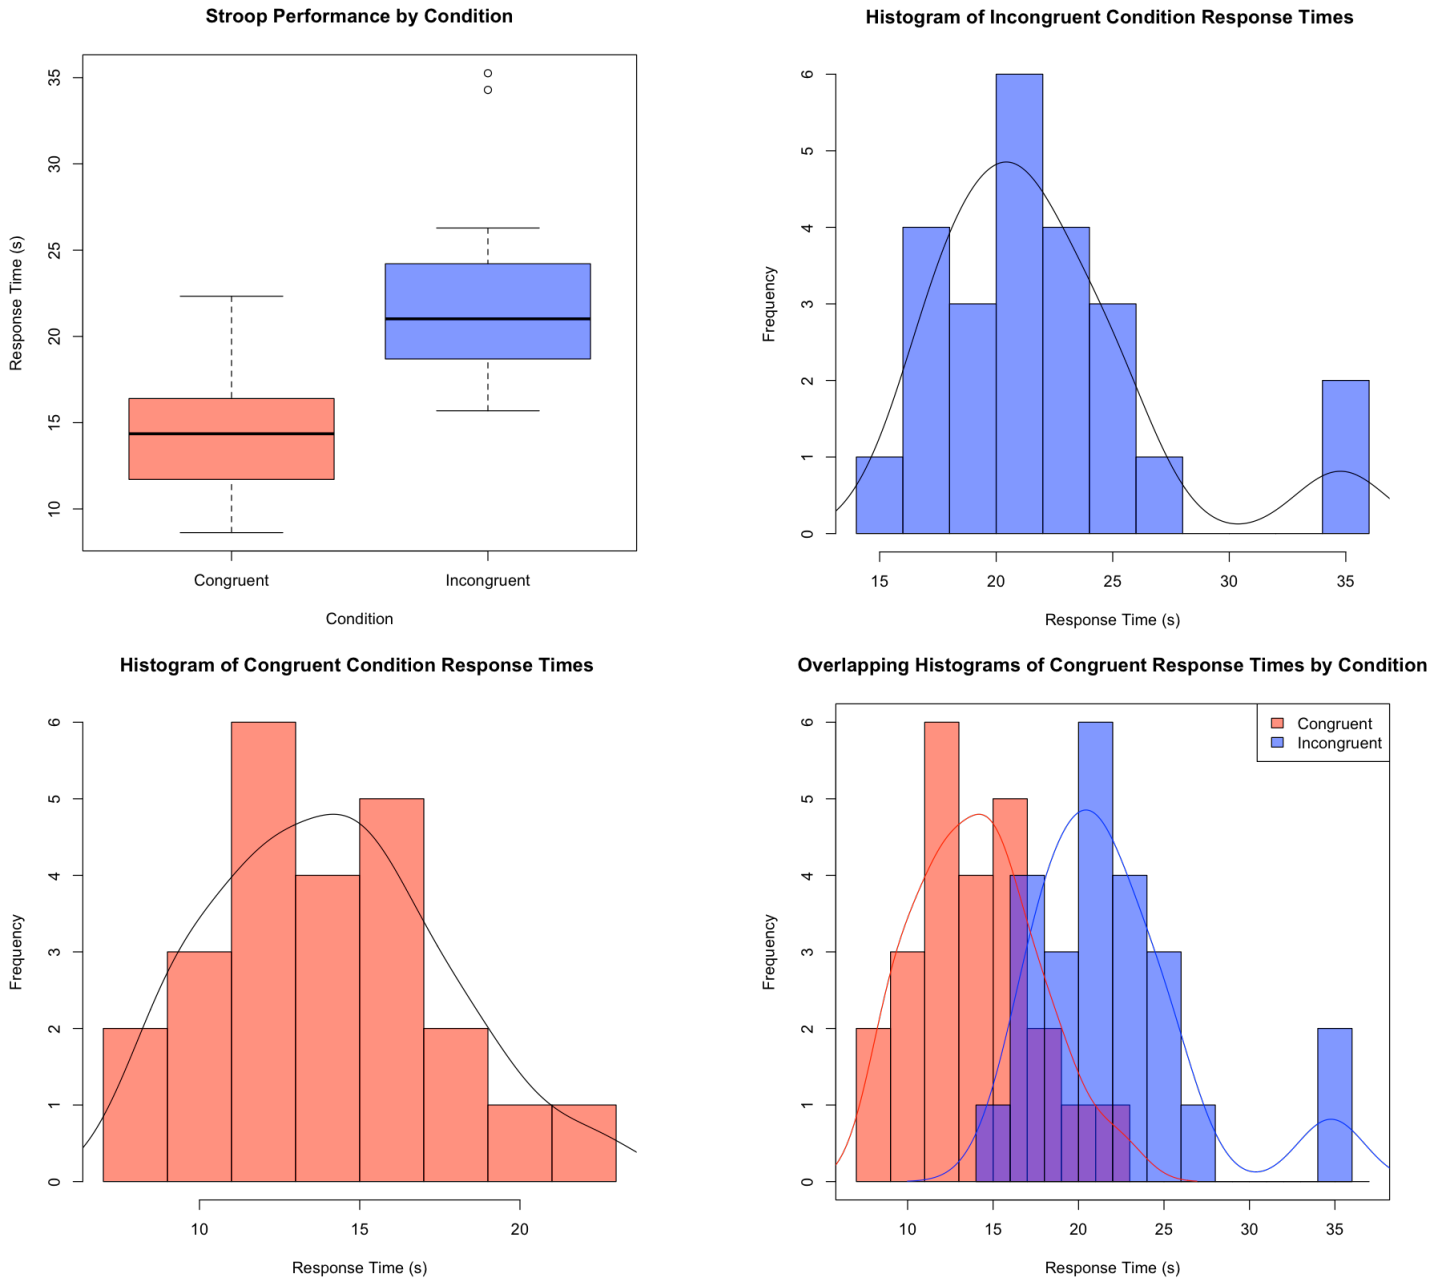 Stroop Performance by Condition
35
30
25
20
15
10
Response Time (s)
Congruent
Incongruent
Condition
Histogram of Incongruent Condition Response Times
6
5
4
3
2
1
0
Frequency
15
20
25
30
35
Response Time (s)
Histogram of Congruent Condition Response Times
6
5
4
3
2
1
0
Frequency
10
15
20
Response Time (s)
Overlapping Histograms of Congruent Response Times by Condition
Congruent
Incongruent
6
5
4
3
2
1
0
Frequency
10
15
20
25
30
35
Response Time (s)